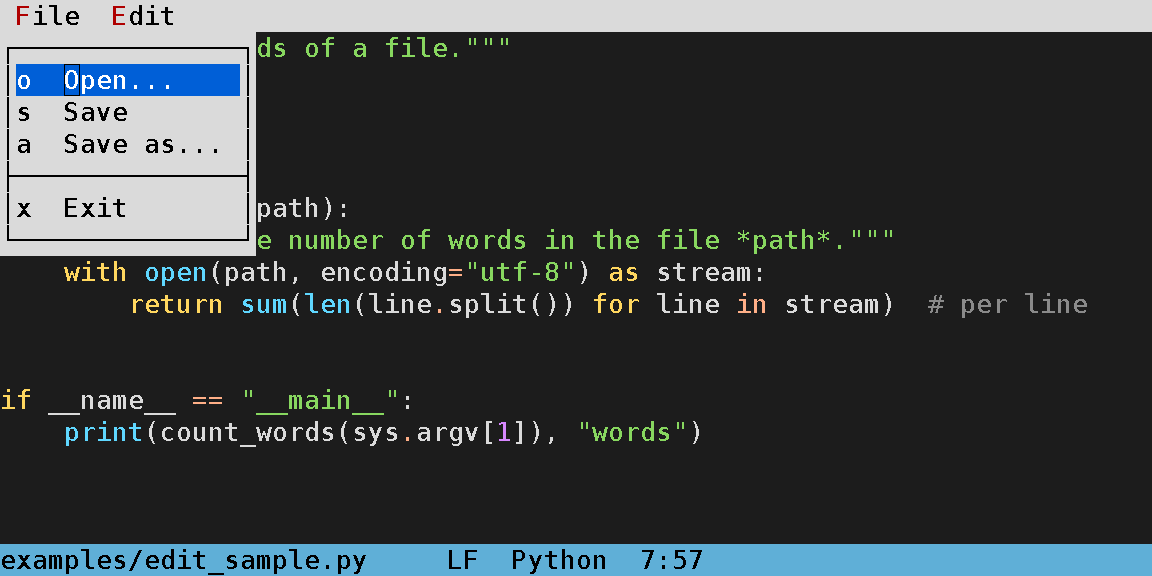 File  Edit
ds of a file."""
o  Open...
s  Save
a  Save as...
x  Exit
path):
e number of words in the file *path*."""
    with open(path, encoding="utf-8") as stream:
        return sum(len(line.split()) for line in stream)  # per line
if __name__ == "__main__":
    print(count_words(sys.argv[1]), "words")
examples/edit_sample.py     LF  Python  7:57